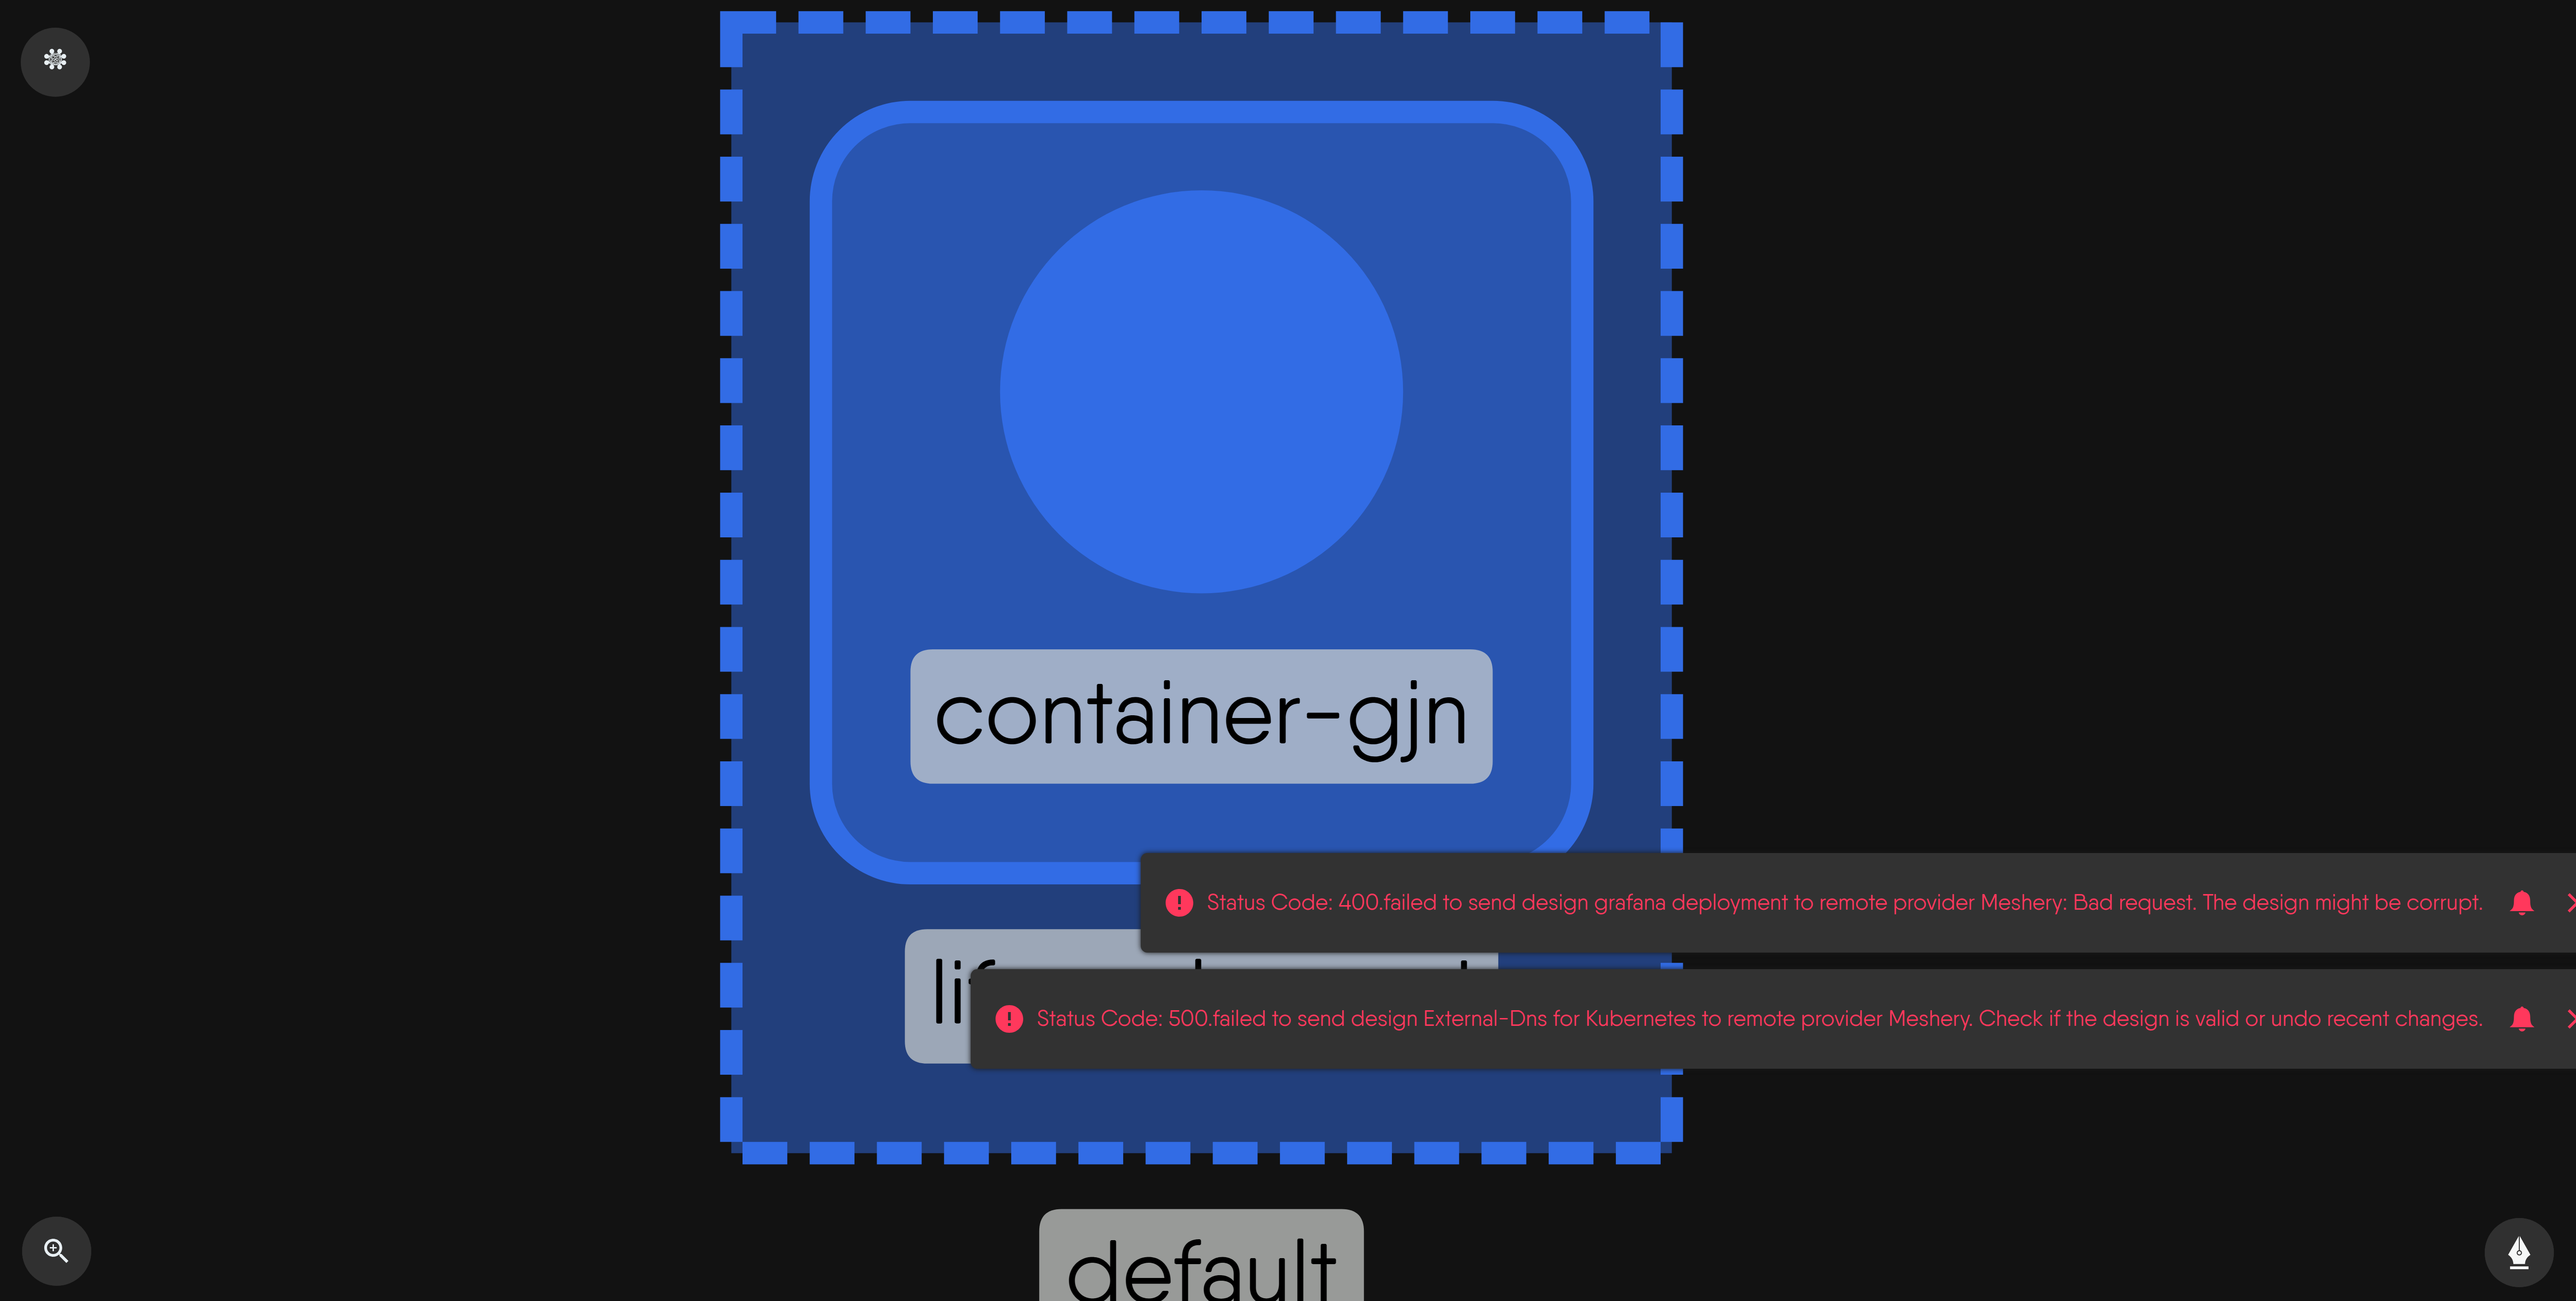 container-gjn
Status Code: 400.failed to send design grafana deployment to remote provider Meshery: Bad request. The design might be corrupt.
Status Code: 500.failed to send design External-Dns for Kubernetes to remote provider Meshery. Check if the design is valid or undo recent changes.
default